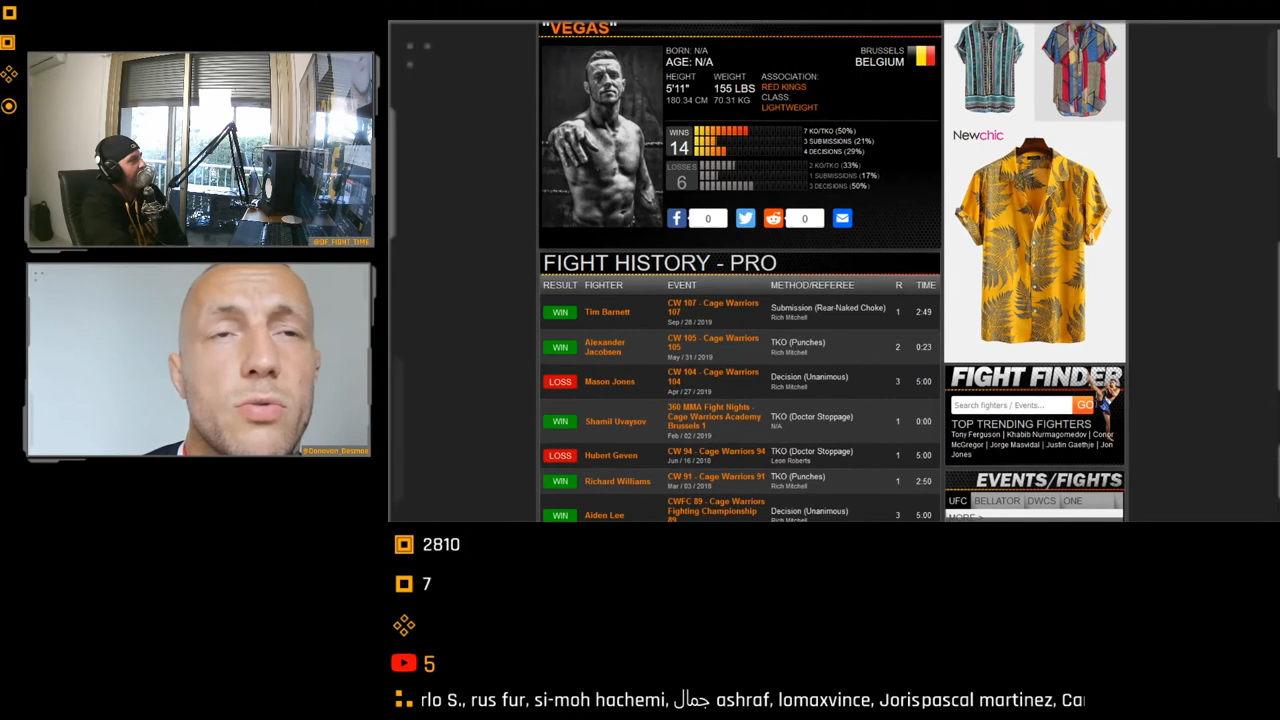 "VEGAS"
BORN: N/A
AGE: N/A
BRUSSELS
BELGIUM
HEIGHT
5'11"
180.34 CM
WEIGHT
155 LBS
70.31 KG
ASSOCIATION:
RED KINGS
CLASS:
LIGHTWEIGHT
WINS
14
7 KO/TKO (50%)
3 SUBMISSIONS (21%)
4 DECISIONS (29%)
LOSSES
6
2 KO/TKO (33%)
1 SUBMISSIONS (17%)
3 DECISIONS (50%)
0
0
FIGHT HISTORY - PRO
RESULT FIGHTER EVENT METHOD/REFEREE R TIME
WIN Tim Barnett CW 107 - Cage Warriors 107 Sep / 28 / 2019 Submission (Rear-Naked Choke) Rich Mitchell 1 2:49
WIN Alexander Jacobsen CW 105 - Cage Warriors 105 May / 31 / 2019 TKO (Punches) Rich Mitchell 2 0:23
LOSS Mason Jones CW 104 - Cage Warriors 104 Apr / 27 / 2019 Decision (Unanimous) Rich Mitchell 3 5:00
WIN Shamil Uvaysov 360 MMA Fight Nights - Cage Warriors Academy Brussels 1 Feb / 02 / 2019 TKO (Doctor Stoppage) N/A 1 0:00
LOSS Hubert Geven CW 94 - Cage Warriors 94 Jun / 16 / 2018 TKO (Doctor Stoppage) Leon Roberts 1 5:00
WIN Richard Williams CW 91 - Cage Warriors 91 Mar / 03 / 2018 TKO (Punches) Rich Mitchell 1 2:50
WIN Aiden Lee CWFC 89 - Cage Warriors Fighting Championship 89 Decision (Unanimous) Rich Mitchell 3 5:00
Newchic
FIGHT FINDER
Search fighters / Events... GO
TOP TRENDING FIGHTERS
Tony Ferguson | Khabib Nurmagomedov | Conor
McGregor | Jorge Masvidal | Justin Gaethje | Jon
Jones
EVENTS/FIGHTS
UFC BELLATOR DWCS ONE
MORE >
@DF_FIGHT_TIME
@Donovan_Desmae
2810
7
5
rlo S., rus fur, si-moh hachemi, جمال ashraf, lomaxvince, Jorispascal martinez, Ca